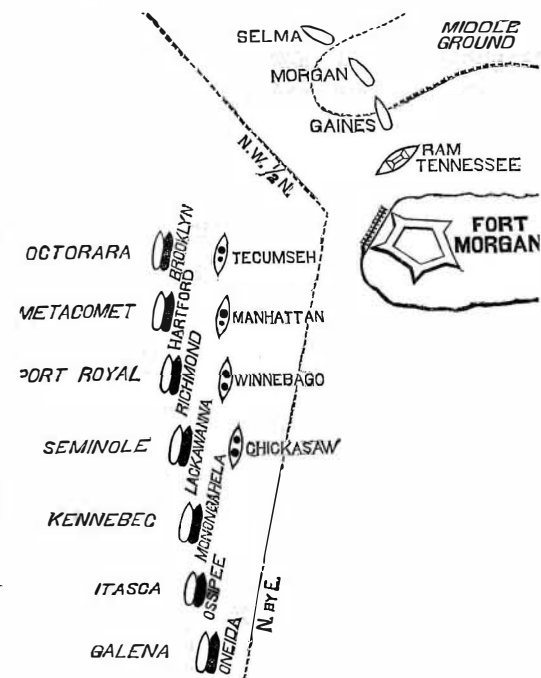 SELMA
MIDDLE
GROUND
MORGAN
GAINES
RAM
TENNESSEE
N.W. 1/2 N.
FORT
MORGAN
OCTORARA
BROOKLYN
TECUMSEH
METACOMET
HARTFORD
MANHATTAN
PORT ROYAL
RICHMOND
WINNEBAGO
SEMINOLE
LACKAWANNA
CHICKASAW
KENNEBEC
MONONGAHELA
ITASCA
OSSIPEE
N. BY E.
GALENA
ONEIDA